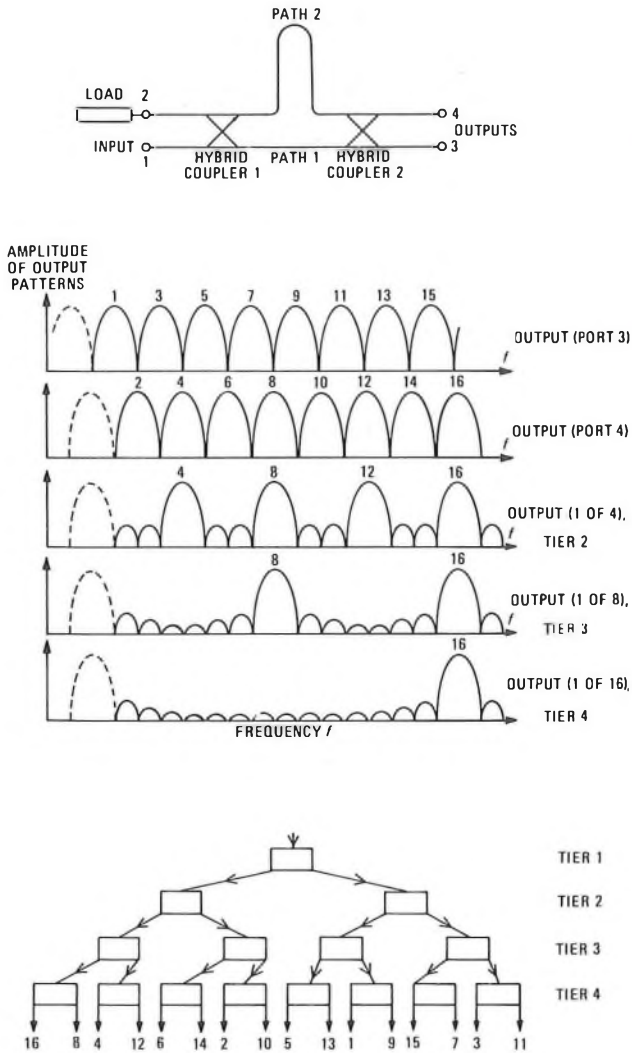 PATH 2
LOAD 2
4
OUTPUTS
INPUT
1
HYBRID COUPLER 1
PATH 1
HYBRID COUPLER 2
3
AMPLITUDE
OF OUTPUT
PATTERNS
1 3 5 7 9 11 13 15
OUTPUT (PORT 3)
f
2 4 6 8 10 12 14 16
OUTPUT (PORT 4)
f
4 8 12 16
OUTPUT (1 OF 4),
f
TIER 2
8 16
OUTPUT (1 OF 8),
f
TIER 3
16
OUTPUT (1 OF 16),
f
TIER 4
FREQUENCY f
TIER 1
TIER 2
TIER 3
TIER 4
16 8 4 12 6 14 2 10 5 13 1 9 15 7 3 11